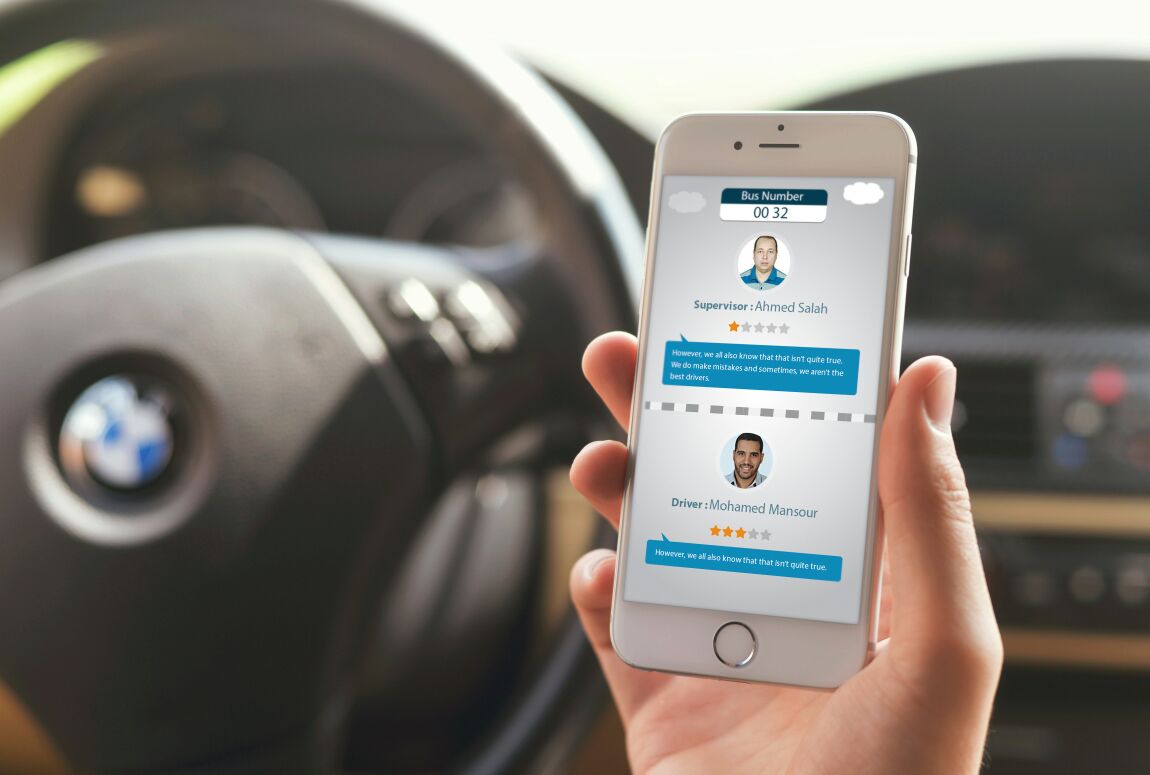 Bus Number
00 32
Supervisor : Ahmed Salah
However, we all also know that that isn't quite true.
We do make mistakes and sometimes, we aren't the
best drivers.
Driver : Mohamed Mansour
However, we all also know that that isn't quite true.